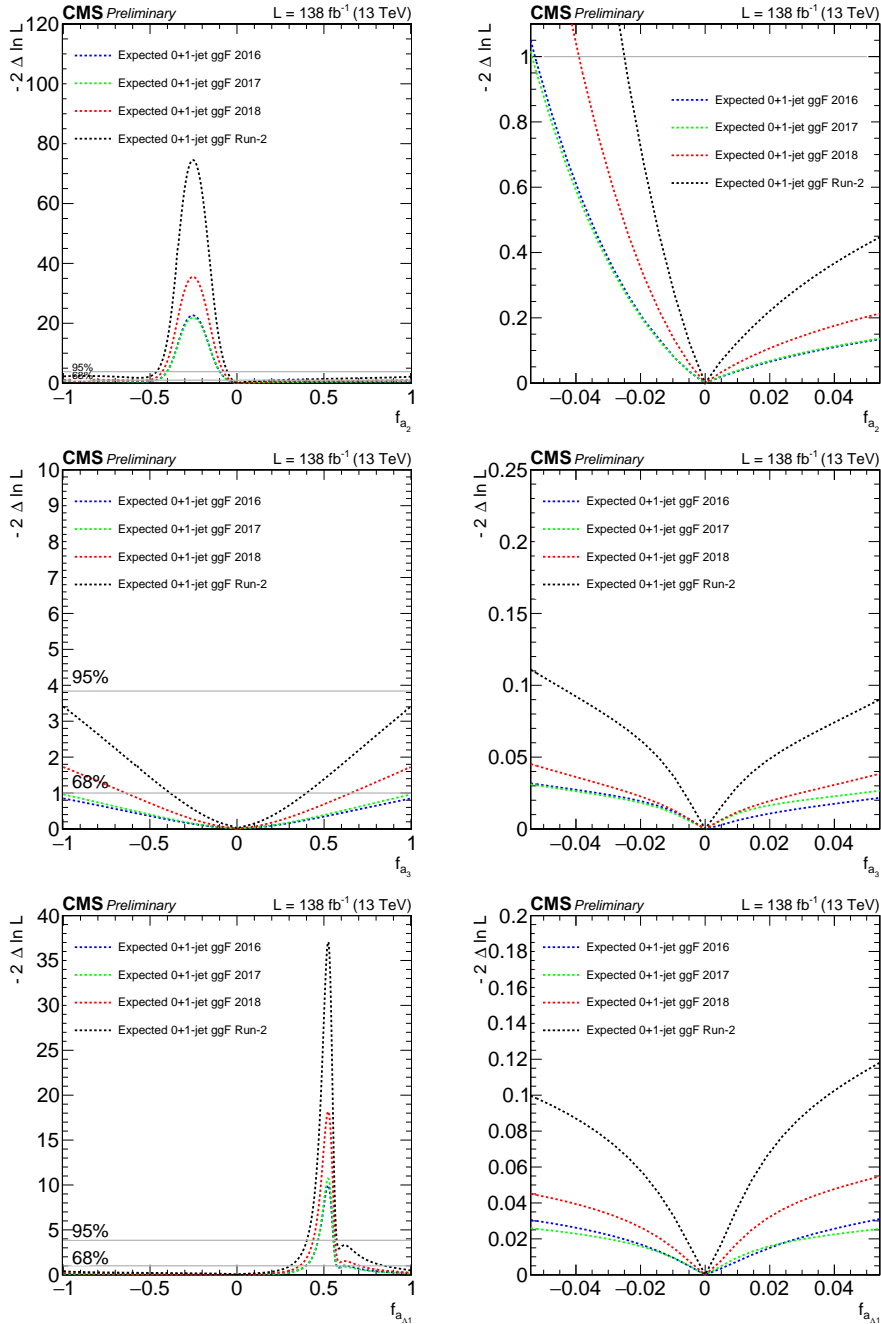 CMS Preliminary L = 138 fb⁻¹ (13 TeV)
- 2 Δ ln L
120
100
80
60
40
20
0
Expected 0+1-jet ggF 2016
Expected 0+1-jet ggF 2017
Expected 0+1-jet ggF 2018
Expected 0+1-jet ggF Run-2
95%
68%
−1 −0.5 0 0.5 1
f_a₂
CMS Preliminary L = 138 fb⁻¹ (13 TeV)
- 2 Δ ln L
1
0.8
0.6
0.4
0.2
0
Expected 0+1-jet ggF 2016
Expected 0+1-jet ggF 2017
Expected 0+1-jet ggF 2018
Expected 0+1-jet ggF Run-2
−0.04 −0.02 0 0.02 0.04
f_a₂
CMS Preliminary L = 138 fb⁻¹ (13 TeV)
- 2 Δ ln L
10
9
8
7
6
5
4
3
2
1
0
Expected 0+1-jet ggF 2016
Expected 0+1-jet ggF 2017
Expected 0+1-jet ggF 2018
Expected 0+1-jet ggF Run-2
95%
68%
−1 −0.5 0 0.5 1
f_a₃
CMS Preliminary L = 138 fb⁻¹ (13 TeV)
- 2 Δ ln L
0.25
0.2
0.15
0.1
0.05
0
Expected 0+1-jet ggF 2016
Expected 0+1-jet ggF 2017
Expected 0+1-jet ggF 2018
Expected 0+1-jet ggF Run-2
−0.04 −0.02 0 0.02 0.04
f_a₃
CMS Preliminary L = 138 fb⁻¹ (13 TeV)
- 2 Δ ln L
40
35
30
25
20
15
10
5
0
Expected 0+1-jet ggF 2016
Expected 0+1-jet ggF 2017
Expected 0+1-jet ggF 2018
Expected 0+1-jet ggF Run-2
95%
68%
−1 −0.5 0 0.5 1
f_a_Λ1
CMS Preliminary L = 138 fb⁻¹ (13 TeV)
- 2 Δ ln L
0.2
0.18
0.16
0.14
0.12
0.1
0.08
0.06
0.04
0.02
0
Expected 0+1-jet ggF 2016
Expected 0+1-jet ggF 2017
Expected 0+1-jet ggF 2018
Expected 0+1-jet ggF Run-2
−0.04 −0.02 0 0.02 0.04
f_a_Λ1